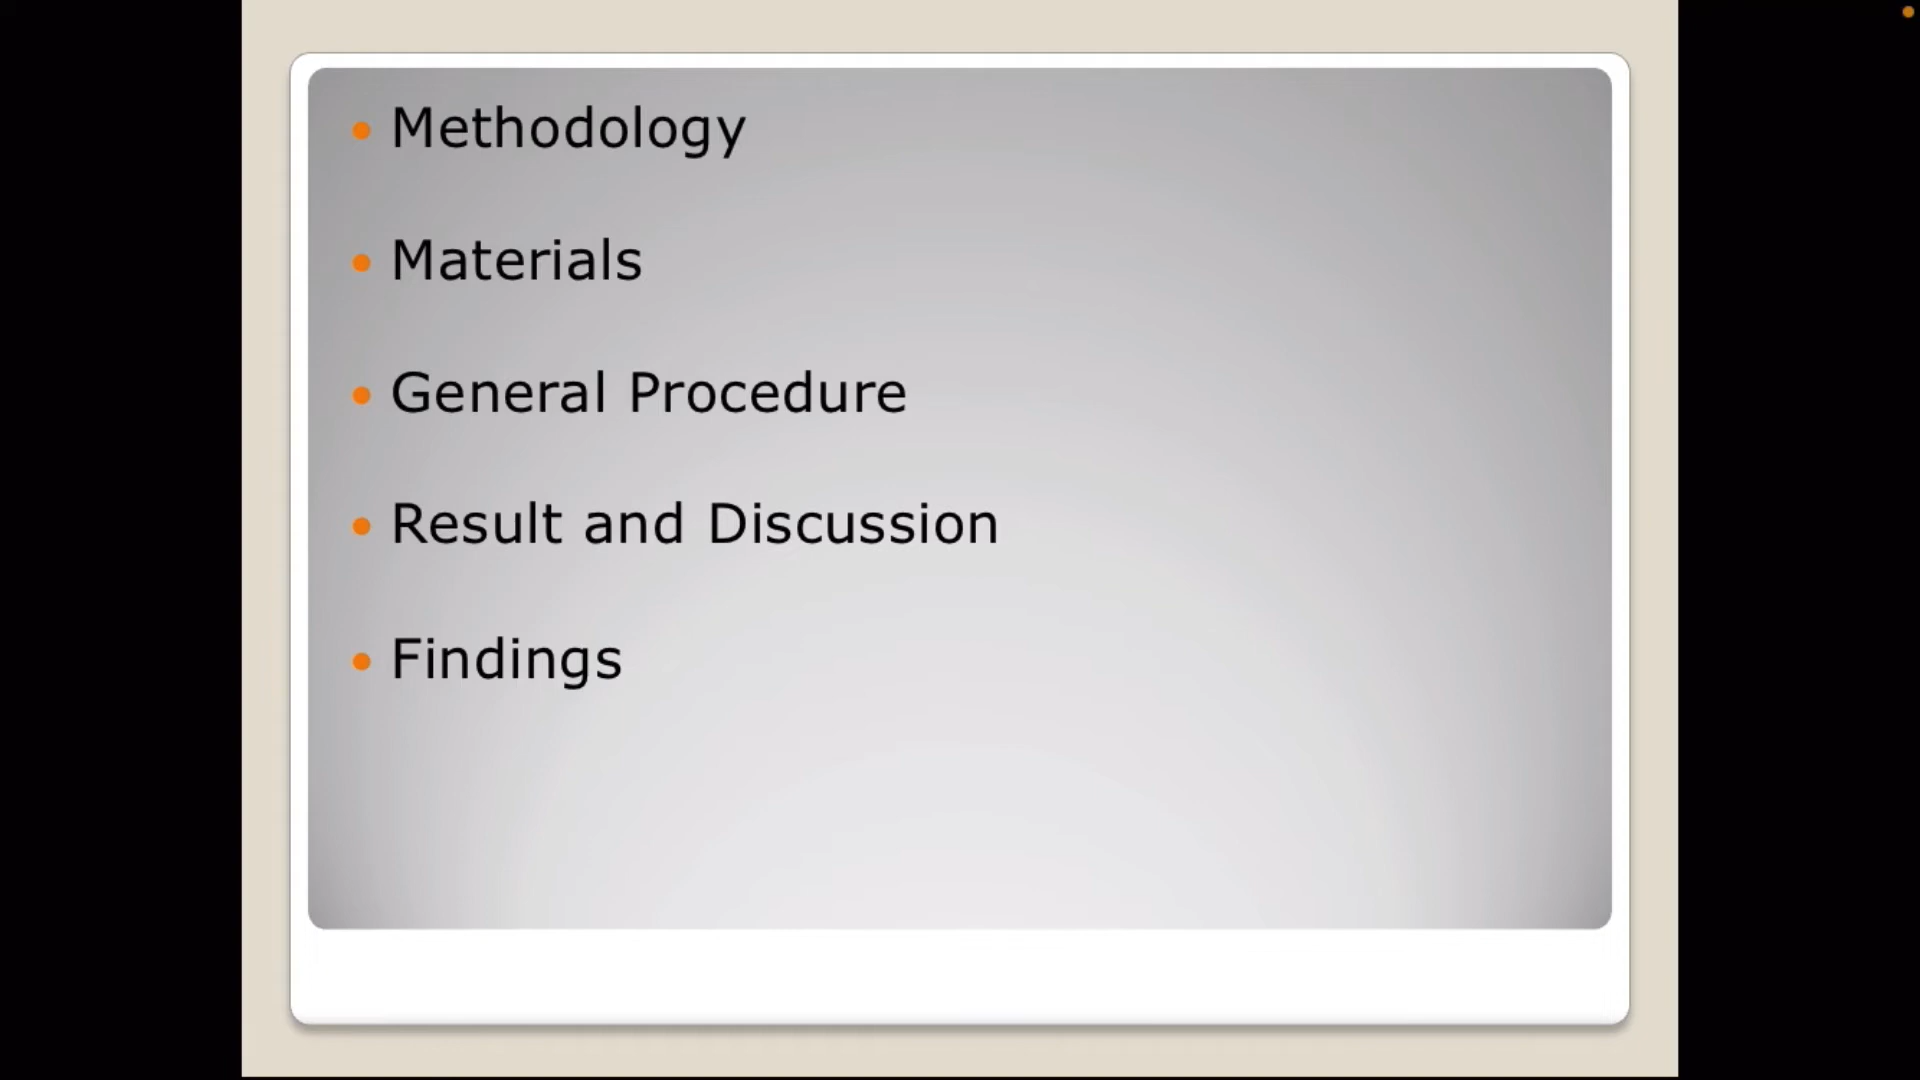 Methodology
Materials
General Procedure
Result and Discussion
Findings